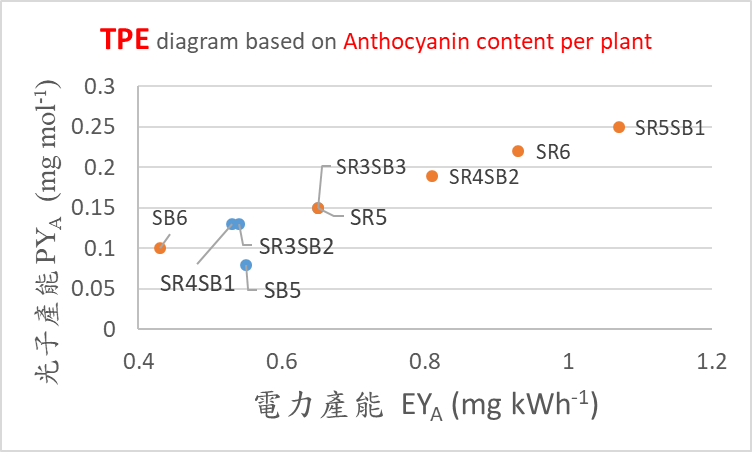 TPE diagram based on Anthocyanin content per plant
光子產能 PYA (mg mol-1)
0.3
0.25
0.2
0.15
0.1
0.05
0
SR5SB1
SR6
SR3SB3
SR4SB2
SB6
SR5
SR3SB2
SR4SB1
SB5
0.4 0.6 0.8 1 1.2
電力產能 EYA (mg kWh-1)